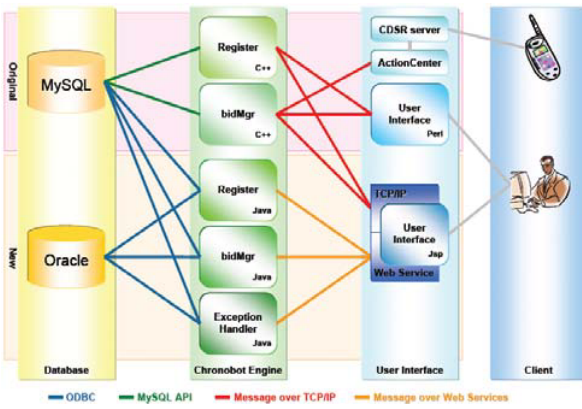 Original
New
MySQL
Oracle
Register
C++
bidMgr
C++
Register
Java
bidMgr
Java
Exception
Handler
Java
CDSR server
ActionCenter
User
Interface
Perl
TCP/IP
User
Interface
Jsp
Web Service
Database
Chronobot Engine
User Interface
Client
ODBC
MySQL API
Message over TCP/IP
Message over Web Services